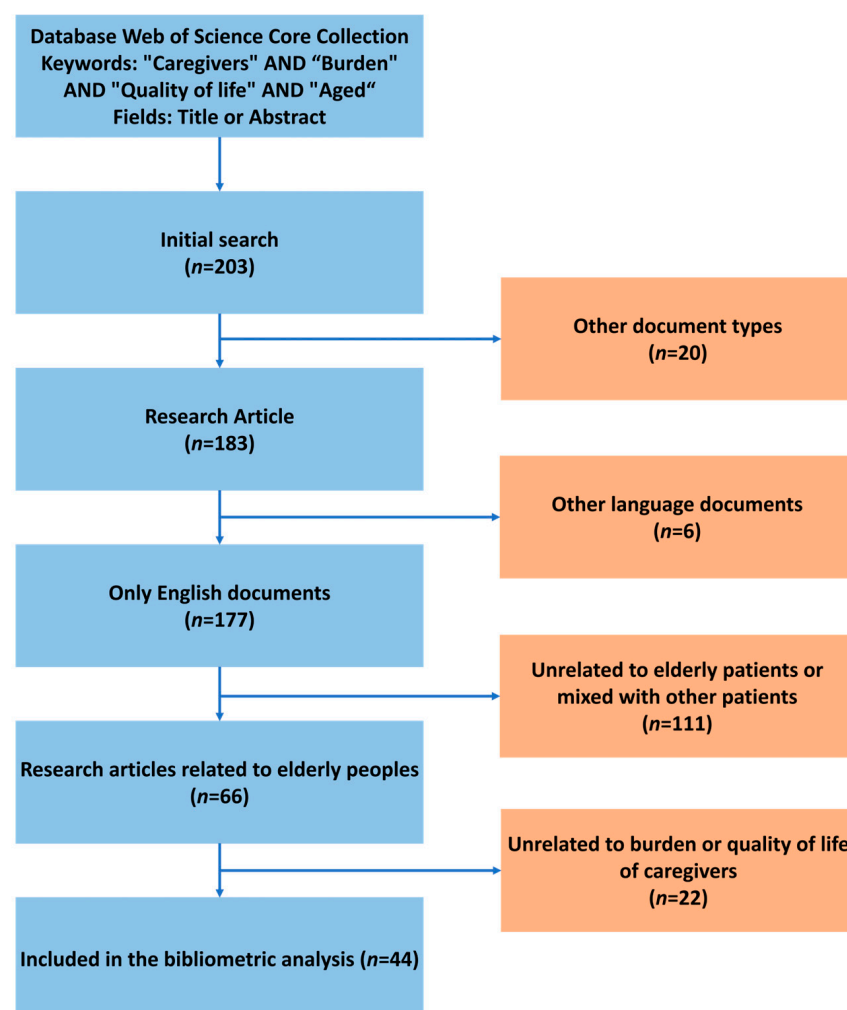 Database Web of Science Core Collection
Keywords: "Caregivers" AND “Burden"
AND "Quality of life" AND "Aged“
Fields: Title or Abstract
Initial search
(n=203)
Other document types
(n=20)
Research Article
(n=183)
Other language documents
(n=6)
Only English documents
(n=177)
Unrelated to elderly patients or
mixed with other patients
(n=111)
Research articles related to elderly peoples
(n=66)
Unrelated to burden or quality of life
of caregivers
(n=22)
Included in the bibliometric analysis (n=44)